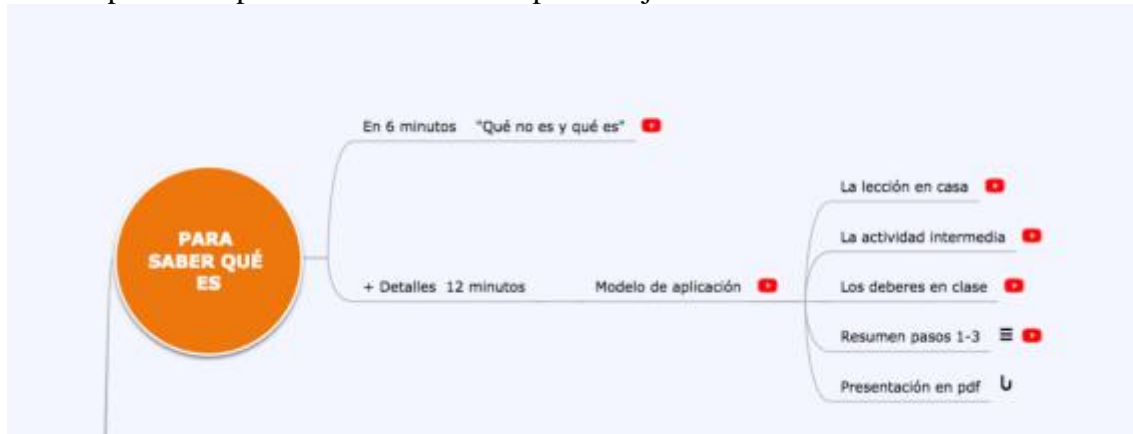 PARA
SABER QUÉ
ES
En 6 minutos "Qué no es y qué es"
+ Detalles 12 minutos Modelo de aplicación
La lección en casa
La actividad intermedia
Los deberes en clase
Resumen pasos 1-3
Presentación en pdf